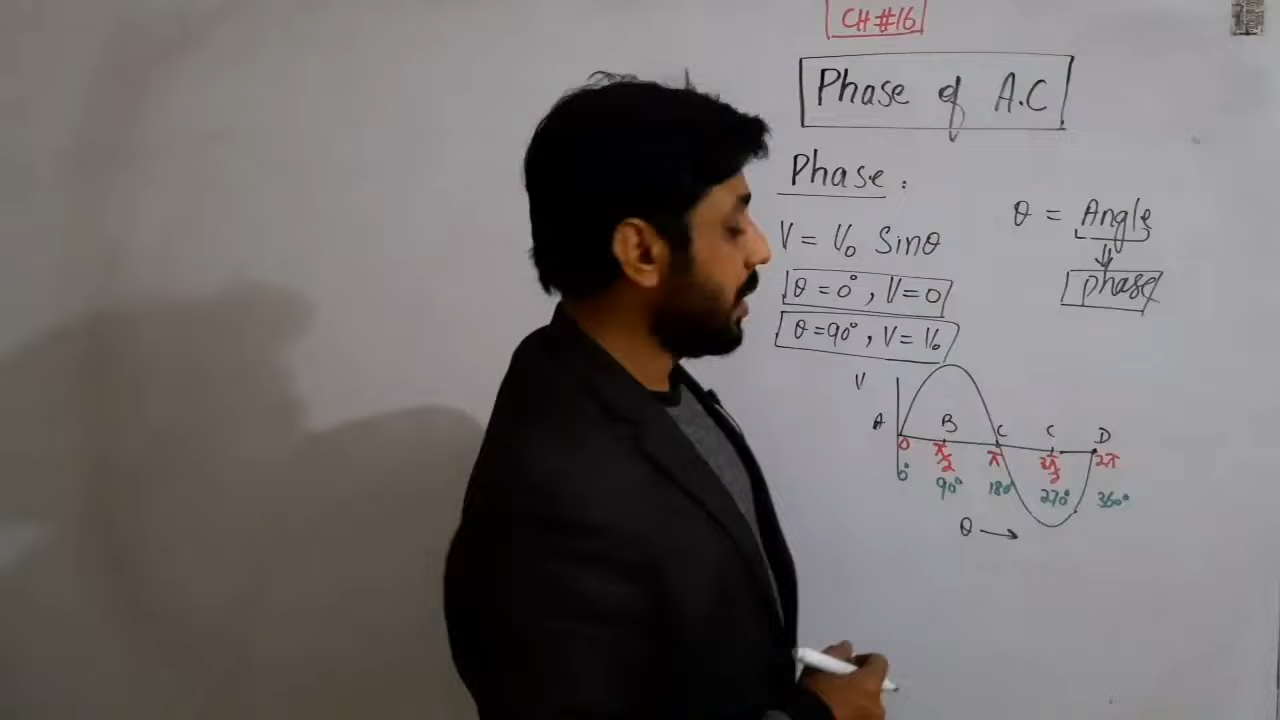 CH #16
Phase of A.C
Phase :
θ = Angle
⇓
phase
V = V₀ Sinθ
θ = 0°, V = 0
θ = 90°, V = V₀
V
A B C C D
0 π/2 π 3π/2 2π
0° 90° 180° 270° 360°
θ →